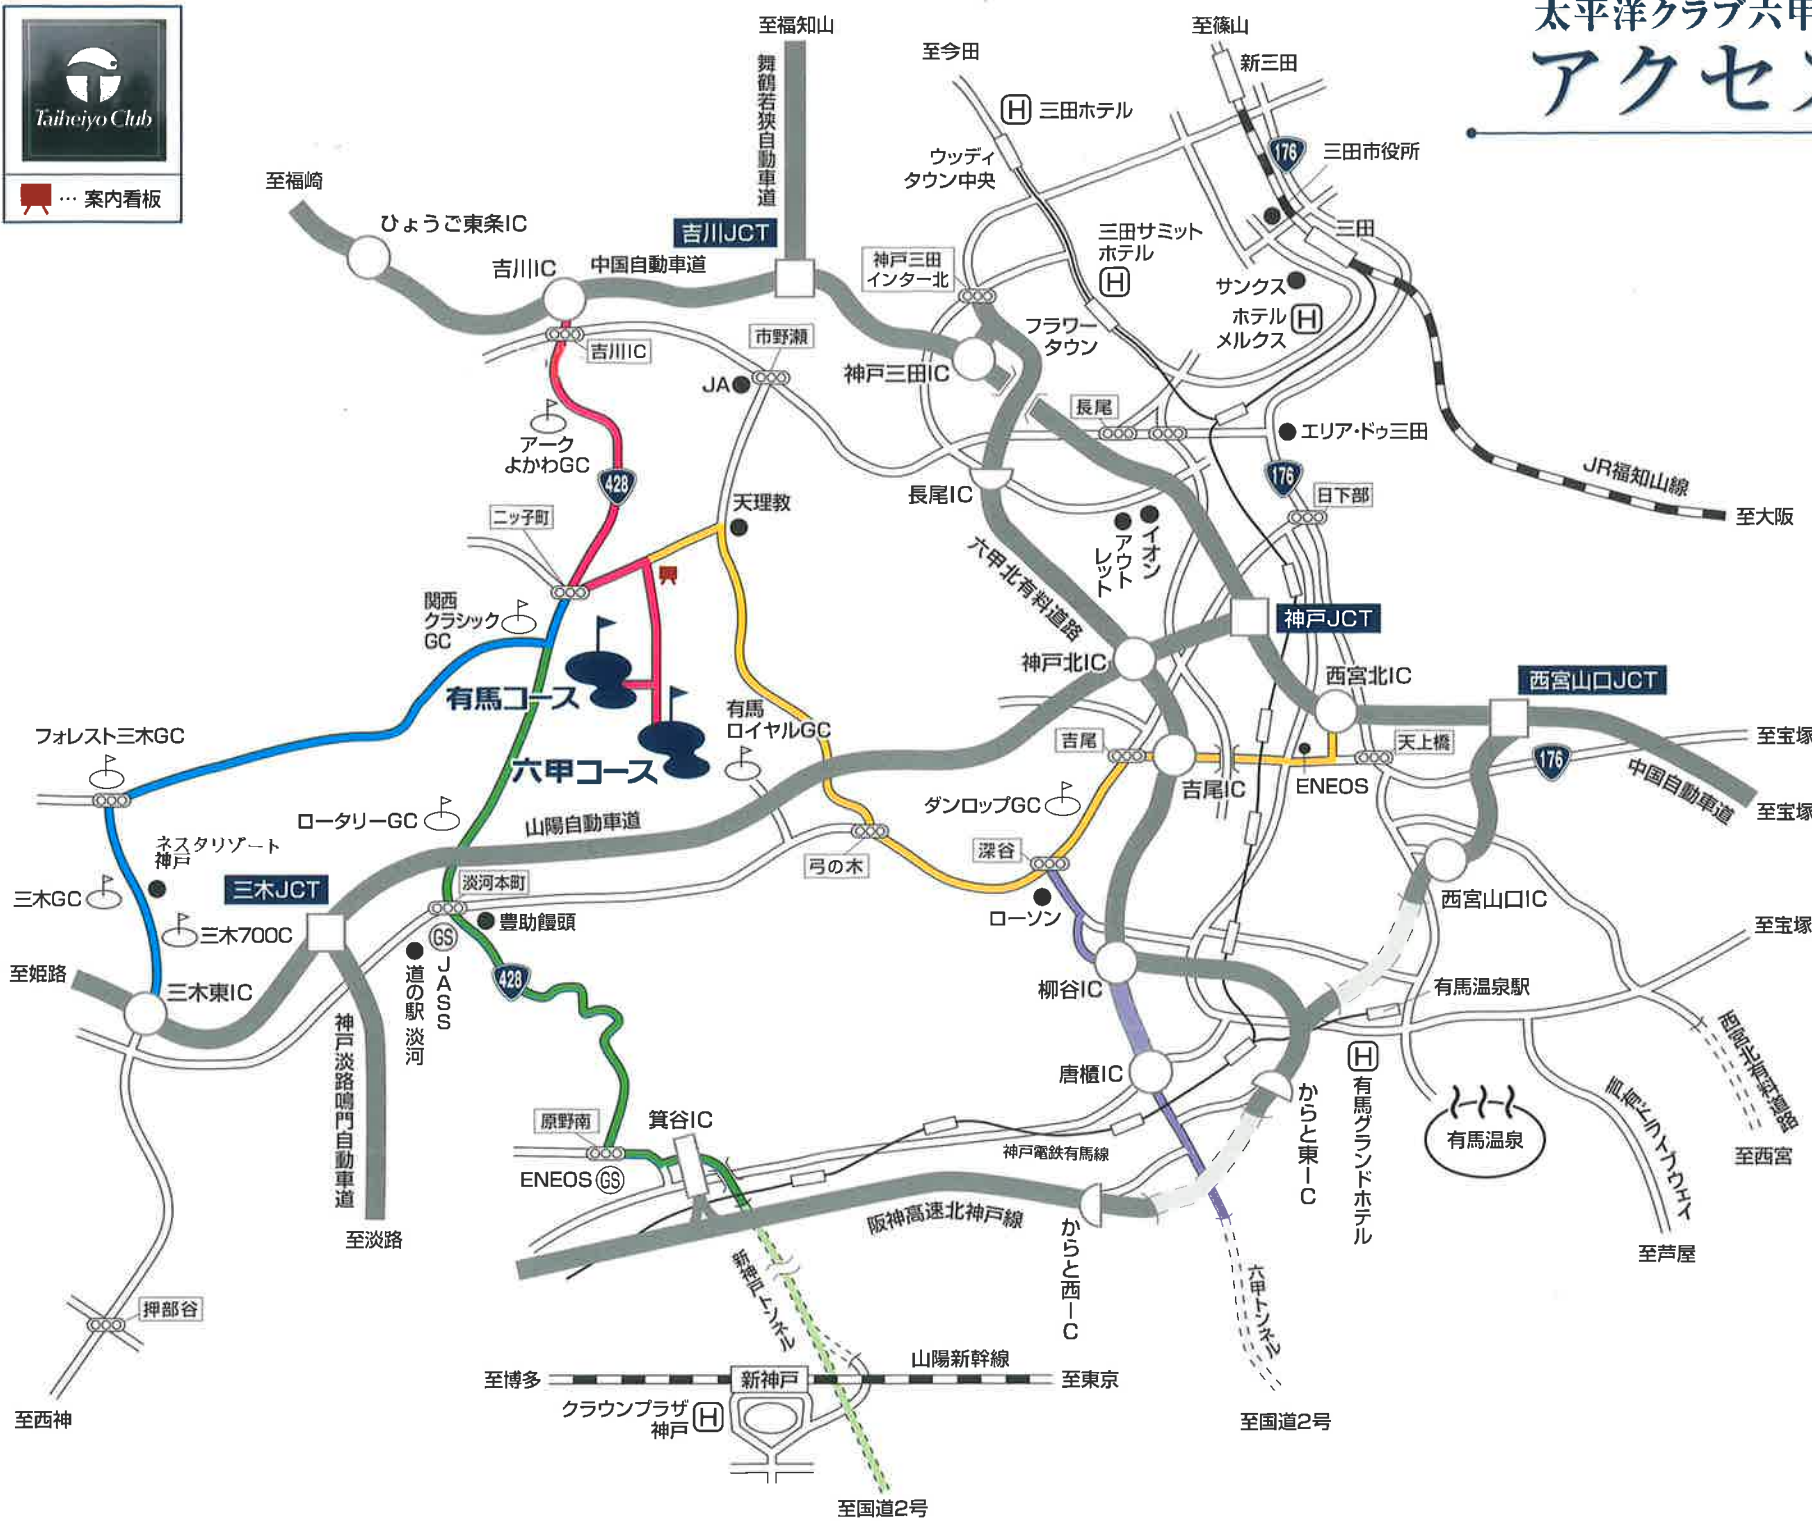 太平洋クラブ六甲
アクセス
Taiheiyo Club
… 案内看板
至福知山
舞鶴若狭自動車道
至今田
至篠山
新三田
H 三田ホテル
176
三田市役所
ウッディ
タウン中央
至福崎
ひょうご東条IC
吉川JCT
吉川IC
中国自動車道
神戸三田
インター北
三田サミット
ホテル
H
三田
サンクス
ホテル
メルクス
H
フラワー
タウン
市野瀬
吉川IC
JA
神戸三田IC
長尾
エリア・ドゥ三田
アーク
よかわGC
428
長尾IC
176
日下部
JR福知山線
至大阪
二ッ子町
天理教
イオン
アウト
レット
六甲北有料道路
関西
クラシック
GC
神戸JCT
神戸北IC
西宮北IC
西宮山口JCT
有馬コース
有馬
ロイヤルGC
フォレスト三木GC
吉尾
天上橋
176
至宝塚
六甲コース
吉尾IC
ENEOS
中国自動車道
至宝塚
ロータリーGC
山陽自動車道
ダンロップGC
ネスタリゾート
神戸
深谷
弓の木
三木GC
三木JCT
淡河本町
ローソン
西宮山口IC
三木700C
豊助饅頭
GS
JASS
道の駅 淡河
428
至宝塚
至姫路
三木東IC
柳谷IC
有馬温泉駅
神戸淡路鳴門自動車道
H
有馬グランドホテル
西宮北有料道路
唐櫃IC
からと東IC
芦有ドライブウェイ
原野南
箕谷IC
有馬温泉
神戸電鉄有馬線
ENEOS GS
至西宮
至淡路
阪神高速北神戸線
からと西IC
至芦屋
新神戸トンネル
六甲トンネル
押部谷
山陽新幹線
至博多
新神戸
至東京
クラウンプラザ
神戸
H
至西神
至国道2号
至国道2号